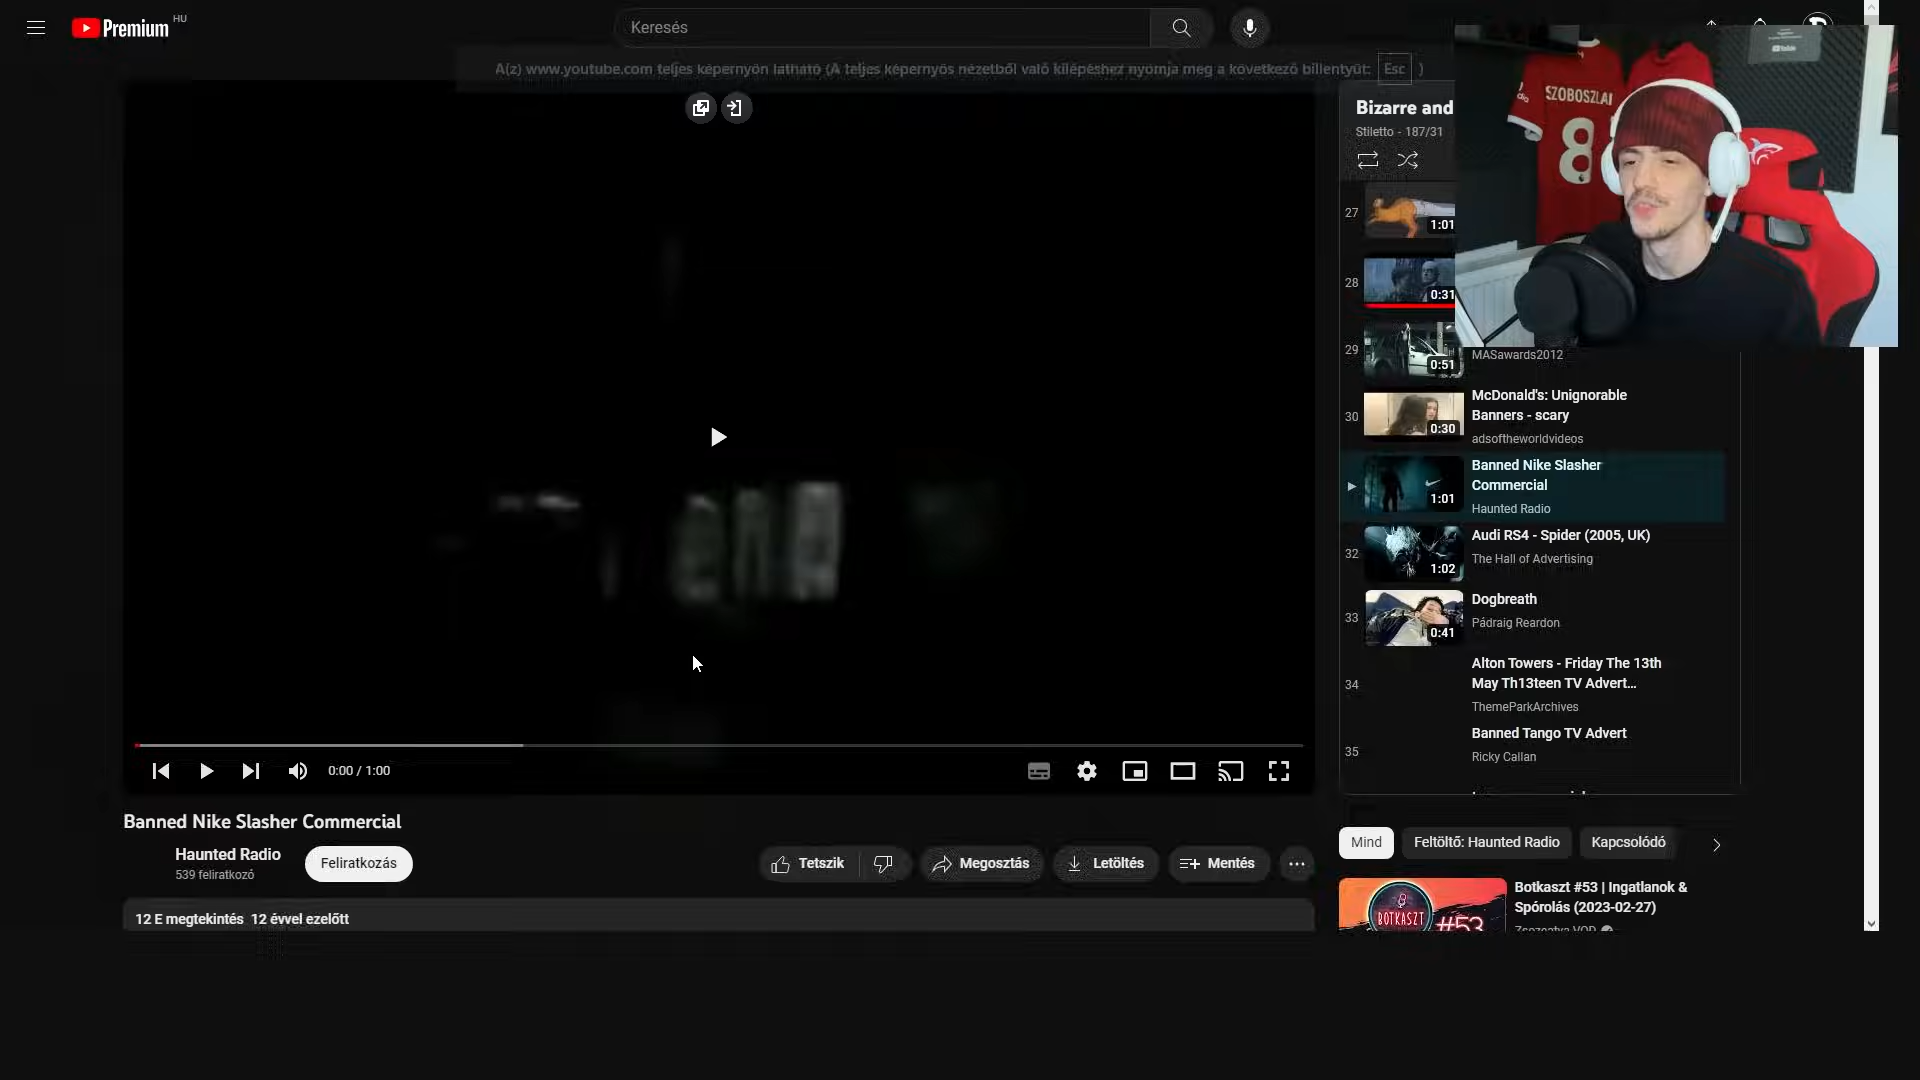 Premium
HU
Keresés
A(z) www.youtube.com teljes képernyőn látható (A teljes képernyős nézetből való kilépéshez nyomja meg a következő billentyűt: Esc )
Bizarre and
Stiletto - 187/31
SZOBOSZLAI
8
27
1:01
28
0:31
29
0:51
MASawards2012
30
0:30
McDonald's: Unignorable
Banners - scary
adsoftheworldvideos
1:01
Banned Nike Slasher
Commercial
Haunted Radio
32
1:02
Audi RS4 - Spider (2005, UK)
The Hall of Advertising
33
0:41
Dogbreath
Pádraig Reardon
34
Alton Towers - Friday The 13th
May Th13teen TV Advert...
ThemeParkArchives
35
Banned Tango TV Advert
Ricky Callan
0:00 / 1:00
Banned Nike Slasher Commercial
Haunted Radio
539 feliratkozó
Feliratkozás
Tetszik
Megosztás
Letöltés
Mentés
12 E megtekintés 12 évvel ezelőtt
Mind
Feltöltő: Haunted Radio
Kapcsolódó
BOTKASZT
#53
Botkaszt #53 | Ingatlanok &
Spórolás (2023-02-27)
Zsozeatya VOD